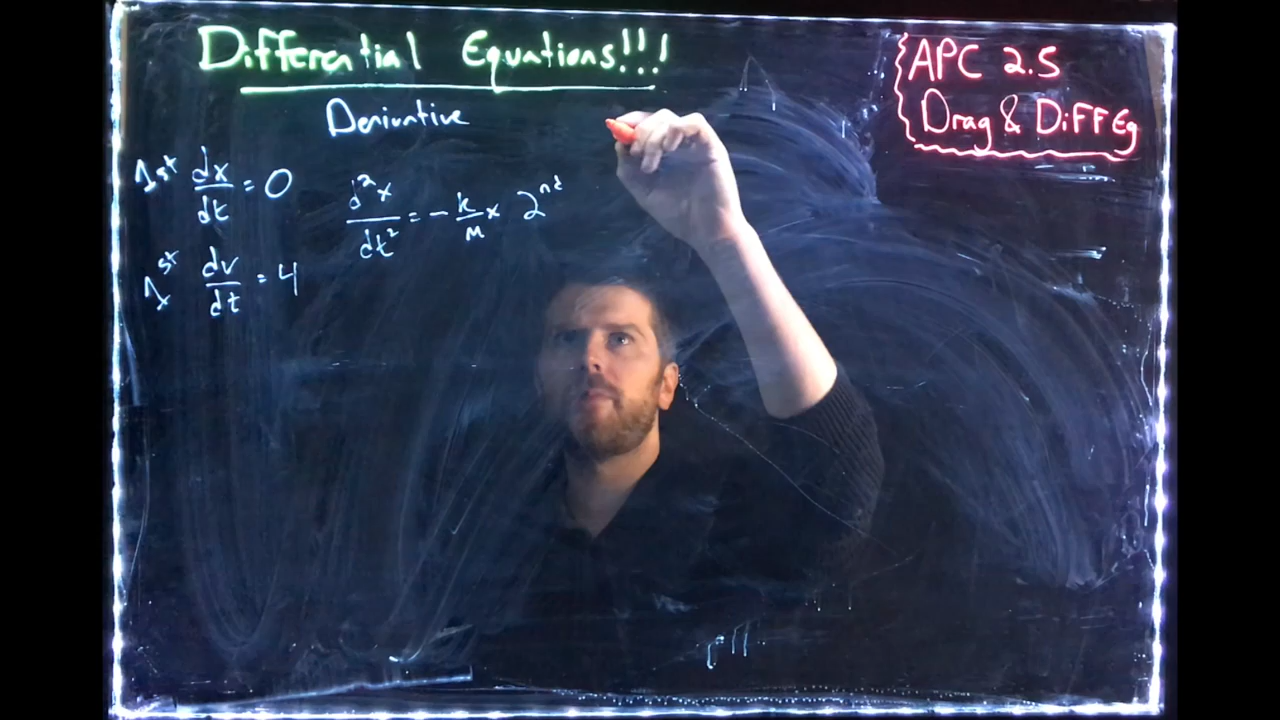 Differential Equations!!!
APC 2.5
Drag & DiFFEq
Derivative
1st dx/dt = 0
d²x/dt² = - k/m x 2nd
1st dv/dt = 4